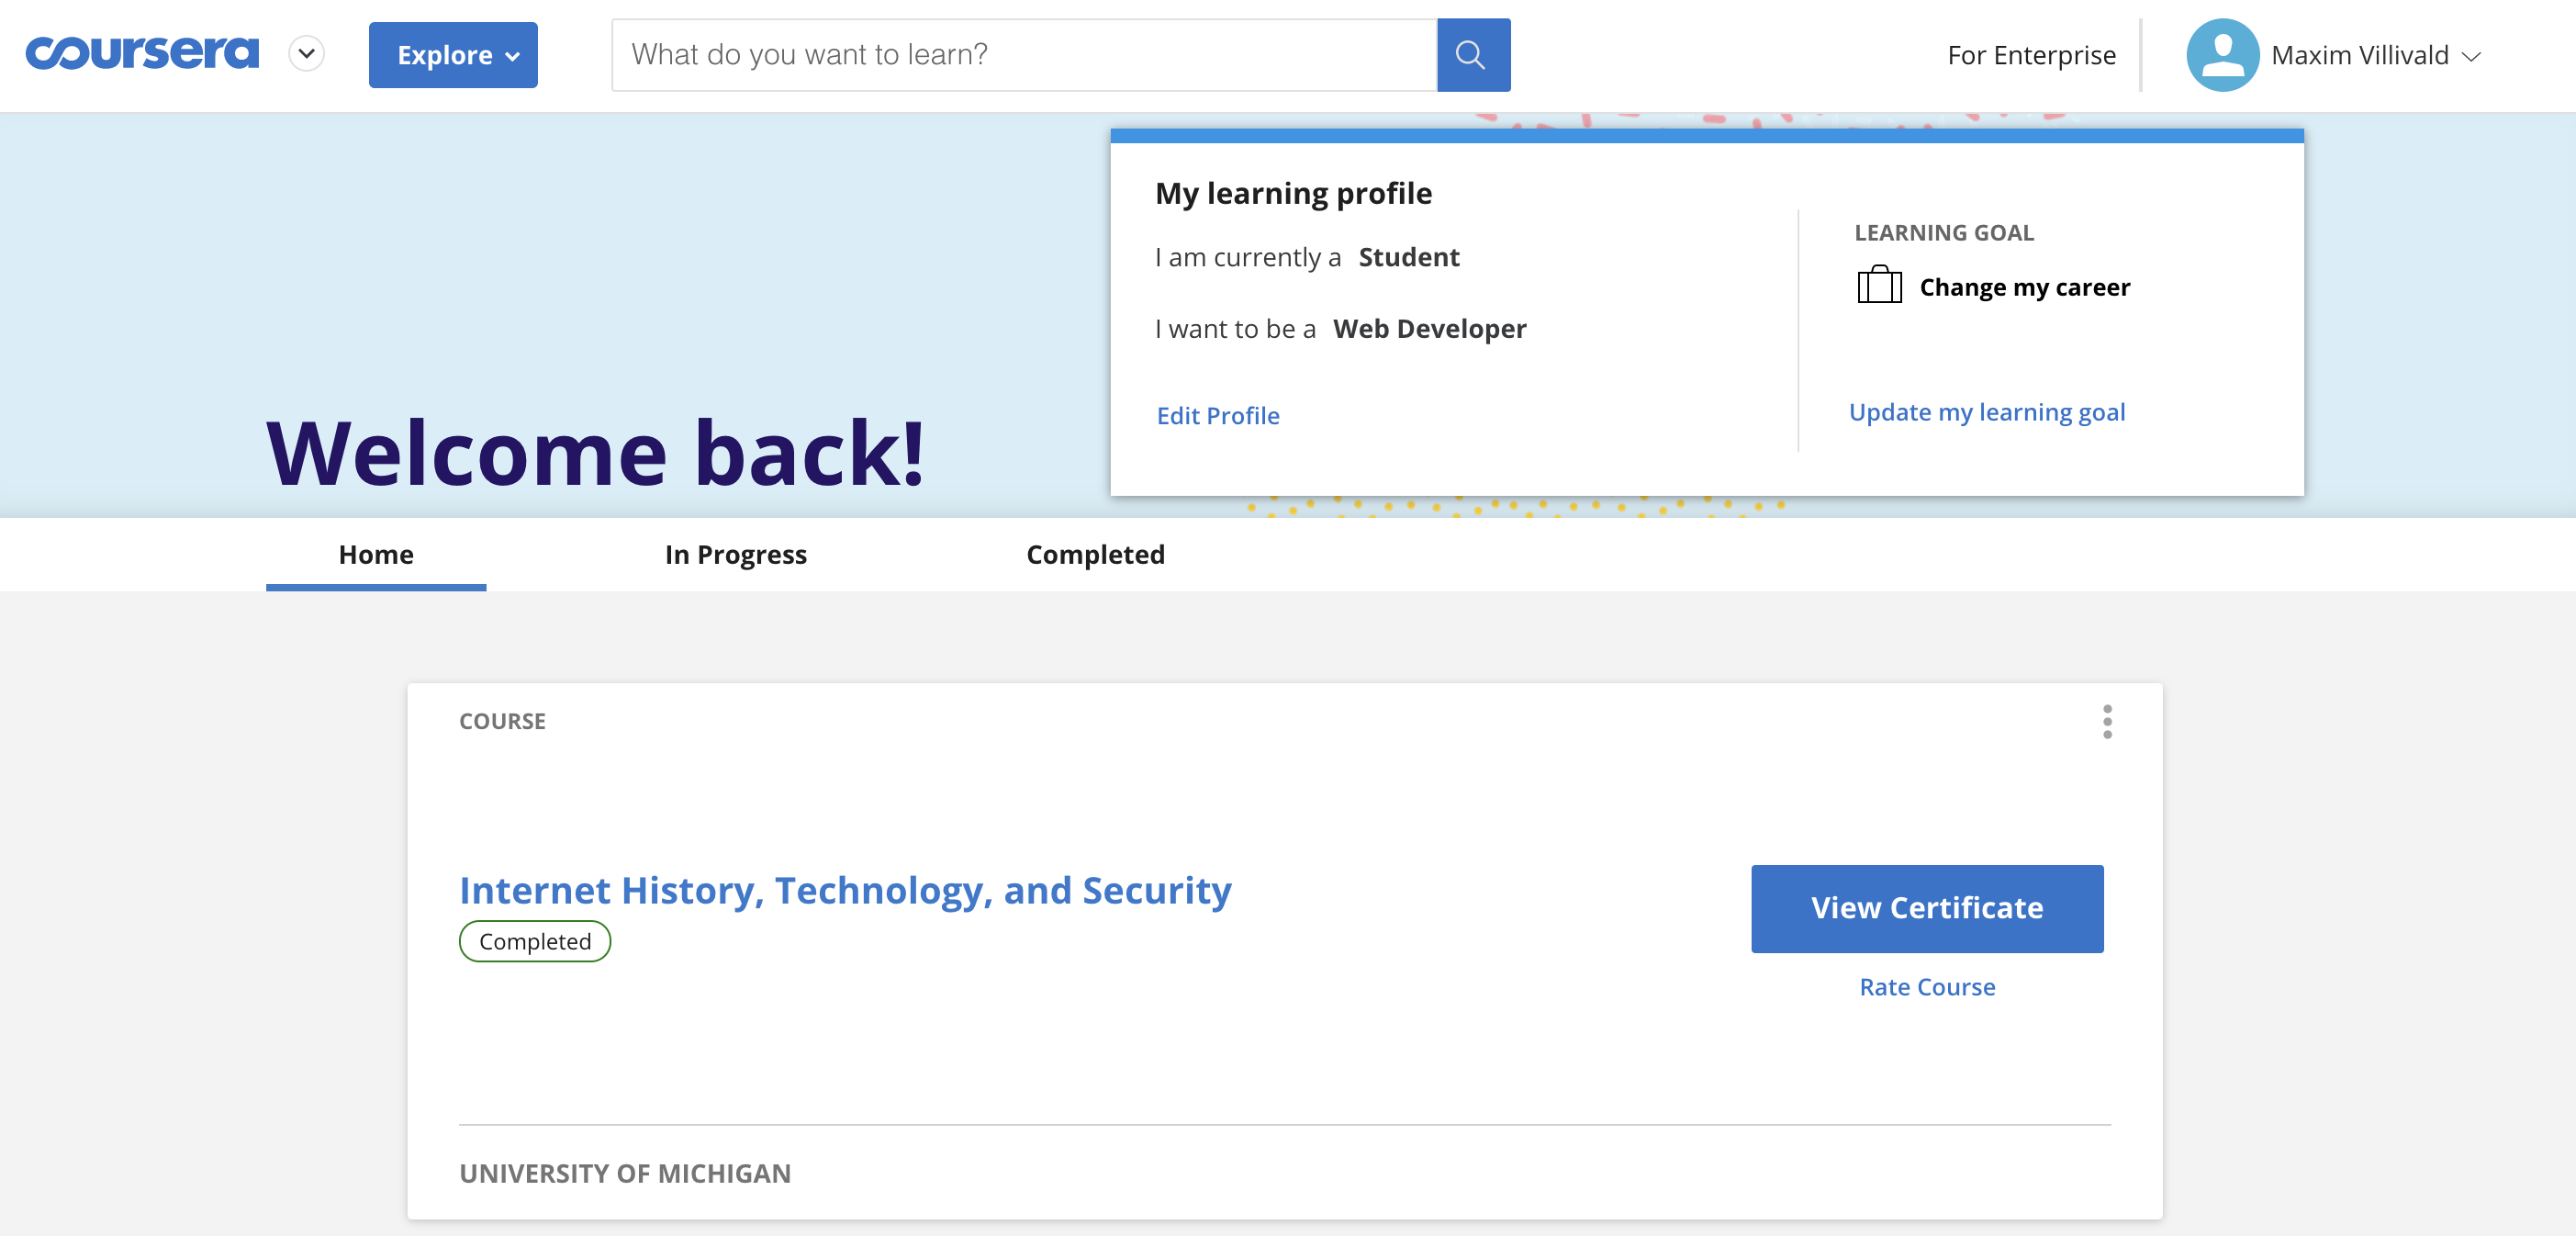 coursera
Explore
What do you want to learn?
For Enterprise
Maxim Villivald
My learning profile
I am currently a Student
I want to be a Web Developer
Edit Profile
LEARNING GOAL
Change my career
Update my learning goal
Welcome back!
Home
In Progress
Completed
COURSE
Internet History, Technology, and Security
Completed
View Certificate
Rate Course
UNIVERSITY OF MICHIGAN